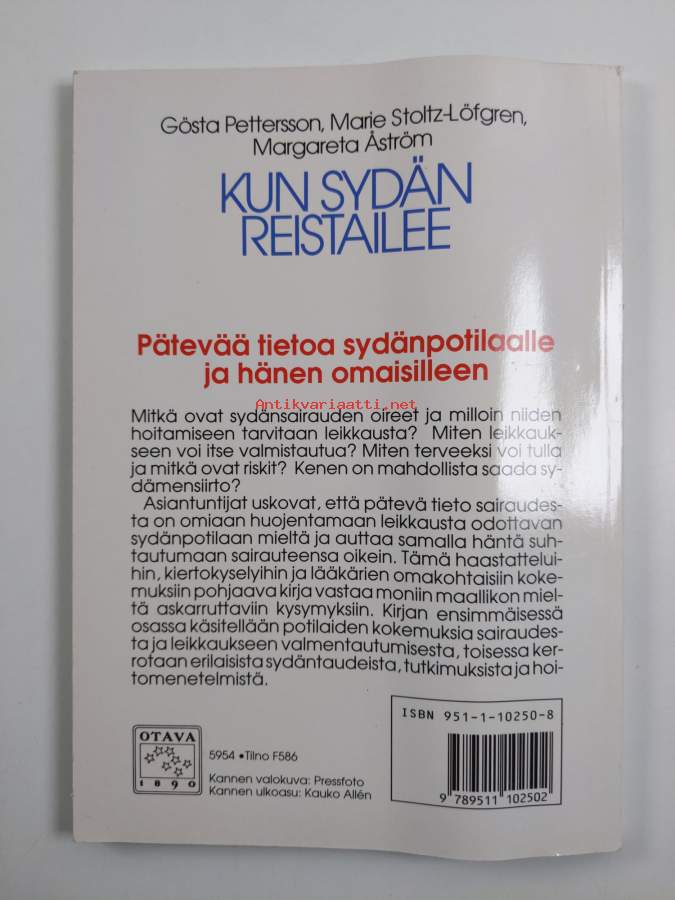 Gösta Pettersson, Marie Stoltz-Löfgren,
Margareta Åström
KUN SYDÄN
REISTAILEE
Pätevää tietoa sydänpotilaalle
ja hänen omaisilleen
Antikvariaatti.net
Mitkä ovat sydänsairauden oireet ja milloin niiden
hoitamiseen tarvitaan leikkausta? Miten leikkauk-
seen voi itse valmistautua? Miten terveeksi voi tulla
ja mitkä ovat riskit? Kenen on mahdollista saada sy-
dämensiirto?
Asiantuntijat uskovat, että pätevä tieto sairaudes-
ta on omiaan huojentamaan leikkausta odottavan
sydänpotilaan mieltä ja auttaa samalla häntä suh-
tautumaan sairauteensa oikein. Tämä haastattelui-
hin, kiertokyselyihin ja lääkärien omakohtaisiin koke-
muksiin pohjaava kirja vastaa moniin maallikon miel-
tä askarruttaviin kysymyksiin. Kirjan ensimmäisessä
osassa käsitellään potilaiden kokemuksia sairaudes-
ta ja leikkaukseen valmentautumisesta, toisessa ker-
rotaan erilaisista sydäntaudeista, tutkimuksista ja hoi-
tomenetelmistä.
OTAVA
1890
5954 • Tilno F586
Kannen valokuva: Pressfoto
Kannen ulkoasu: Kauko Allén
ISBN 951-1-10250-8
9 789511 102502